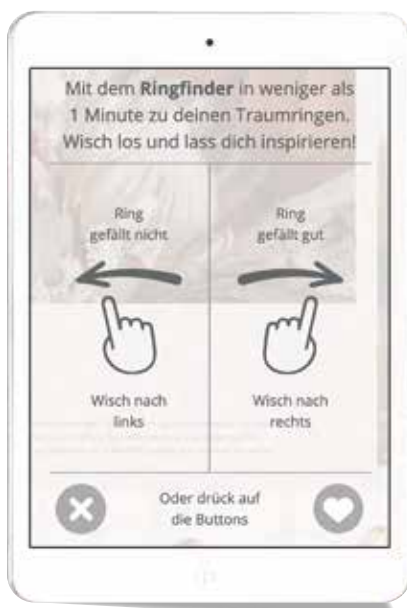 Mit dem Ringfinder in weniger als
1 Minute zu deinen Traumringen.
Wisch los und lass dich inspirieren!
Ring
gefällt nicht
Ring
gefällt gut
Wisch nach
links
Wisch nach
rechts
Oder drück auf
die Buttons